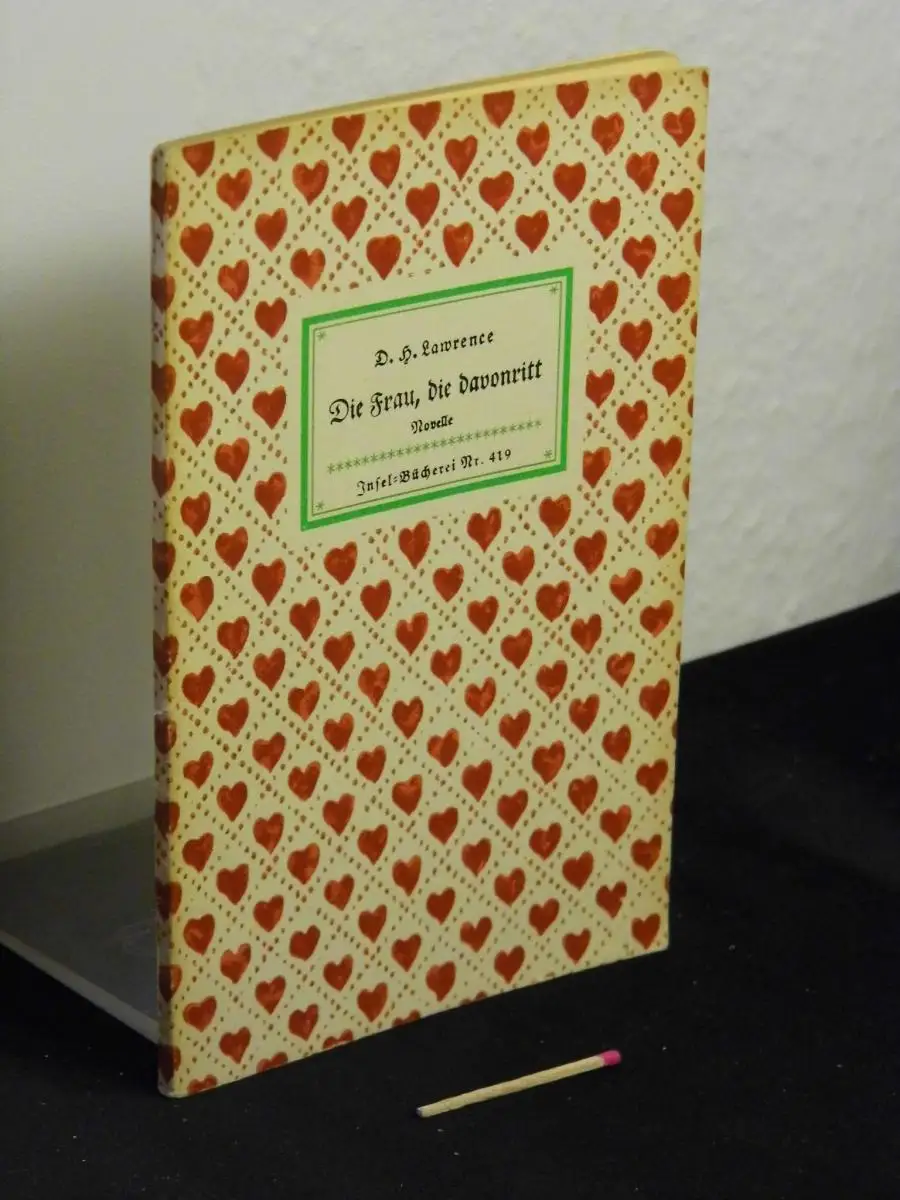 D. H. Lawrence
Die Frau, die davonritt
Novelle
************************
Insel-Bücherei Nr. 419